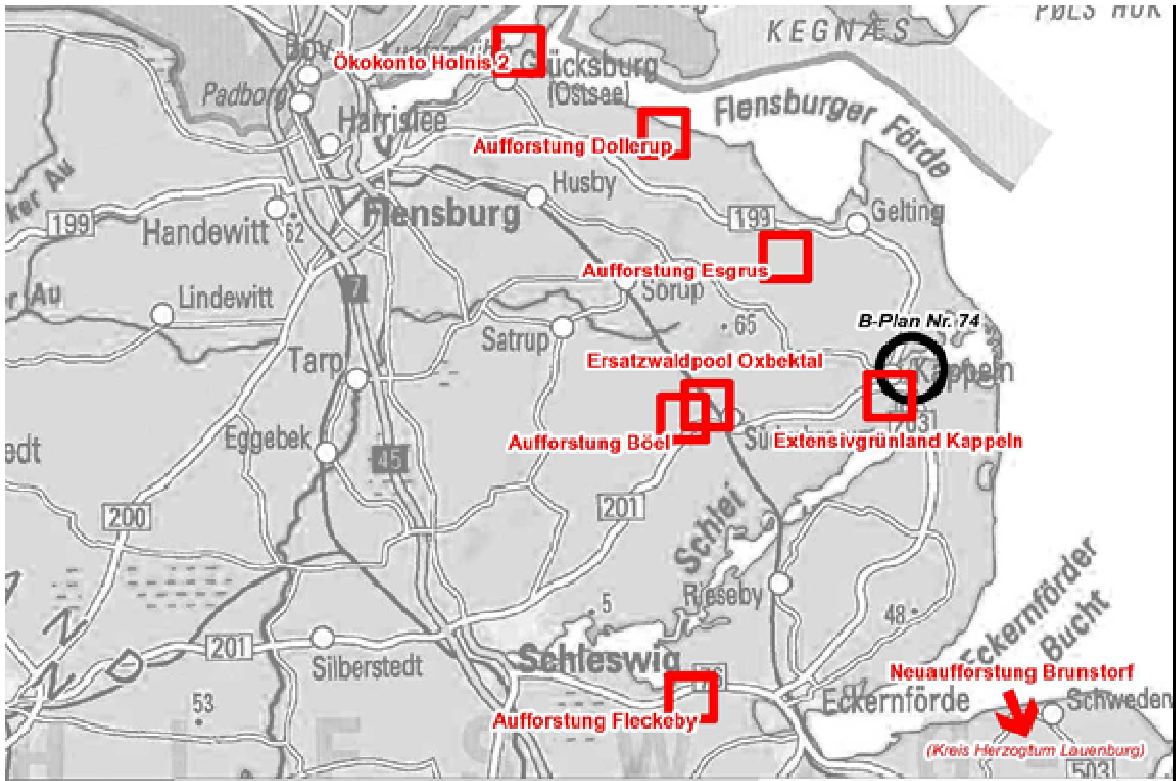 PØLS HUK
KEGNÆS
Ökokonto Holnis 2
Glücksburg
(Ostsee)
Padborg
Harrislee
Flensburger Förde
Aufforstung Dollerup
Husby
Au
199
Handewitt
62
Flensburg
199
Gelting
Aufforstung Esgrus
Sörup
Au
Lindewitt
7
65
B-Plan Nr. 74
Satrup
Ersatzwaldpool Oxbektal
Kappeln
Tarp
Eggebek
Aufforstung Böel
Extensivgrünland Kappeln
45
200
201
Schlei
Rieseby
5
48
201
Silberstedt
Schleswig
Eckernförder
Bucht
Neuaufforstung Brunstorf
53
Aufforstung Fleckeby
Eckernförde
Schweden
(Kreis Herzogtum Lauenburg)
503